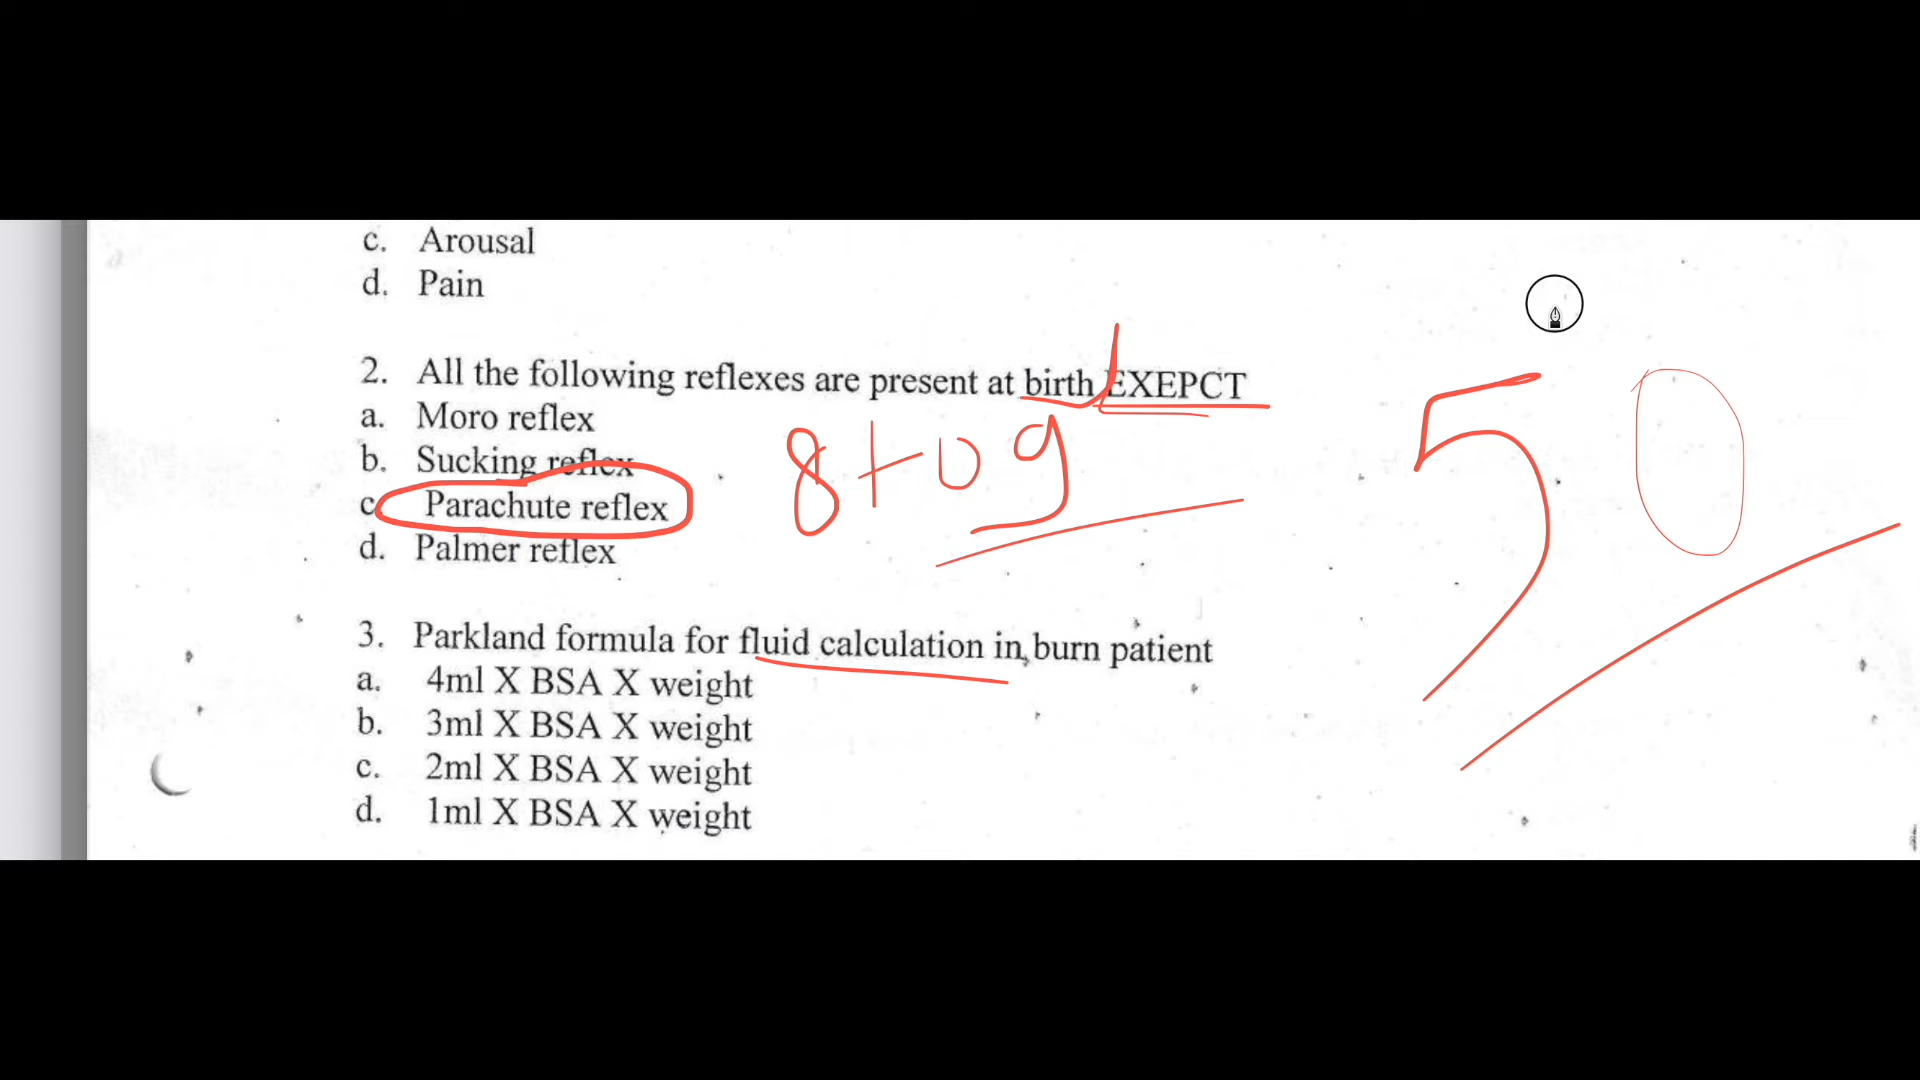 c. Arousal
d. Pain
2. All the following reflexes are present at birth EXEPCT
a. Moro reflex
b. Sucking reflex
8 to 9
50
c. Parachute reflex
d. Palmer reflex
3. Parkland formula for fluid calculation in burn patient
a. 4ml X BSA X weight
b. 3ml X BSA X weight
c. 2ml X BSA X weight
d. 1ml X BSA X weight